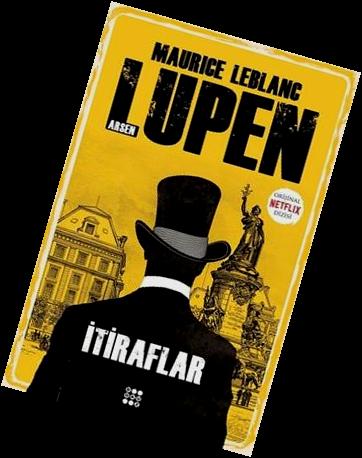 MAURICE LEBLANC
ARSEN
LUPEN
ORİJİNAL
NETFLIX
DİZİSİ
İTİRAFLAR